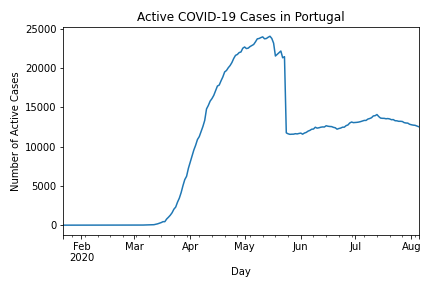 Active COVID-19 Cases in Portugal
Number of Active Cases
25000
20000
15000
10000
5000
0
Feb
2020
Mar
Apr
May
Jun
Jul
Aug
Day